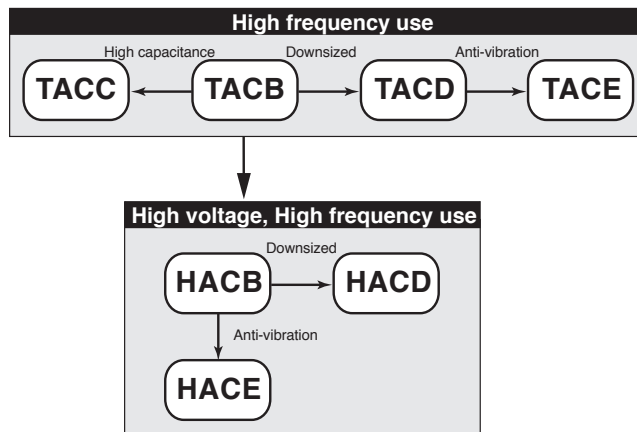 High frequency use
High capacitance
Downsized
Anti-vibration
TACC
TACB
TACD
TACE
High voltage, High frequency use
Downsized
HACB
HACD
Anti-vibration
HACE